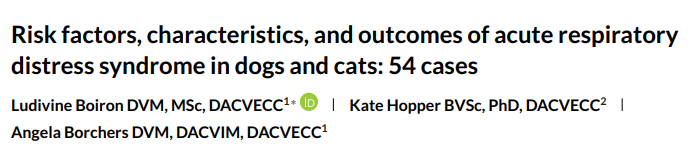 Risk factors, characteristics, and outcomes of acute respiratory
distress syndrome in dogs and cats: 54 cases
Ludivine Boiron DVM, MSc, DACVECC1* iD | Kate Hopper BVSc, PhD, DACVECC2 |
Angela Borchers DVM, DACVIM, DACVECC1